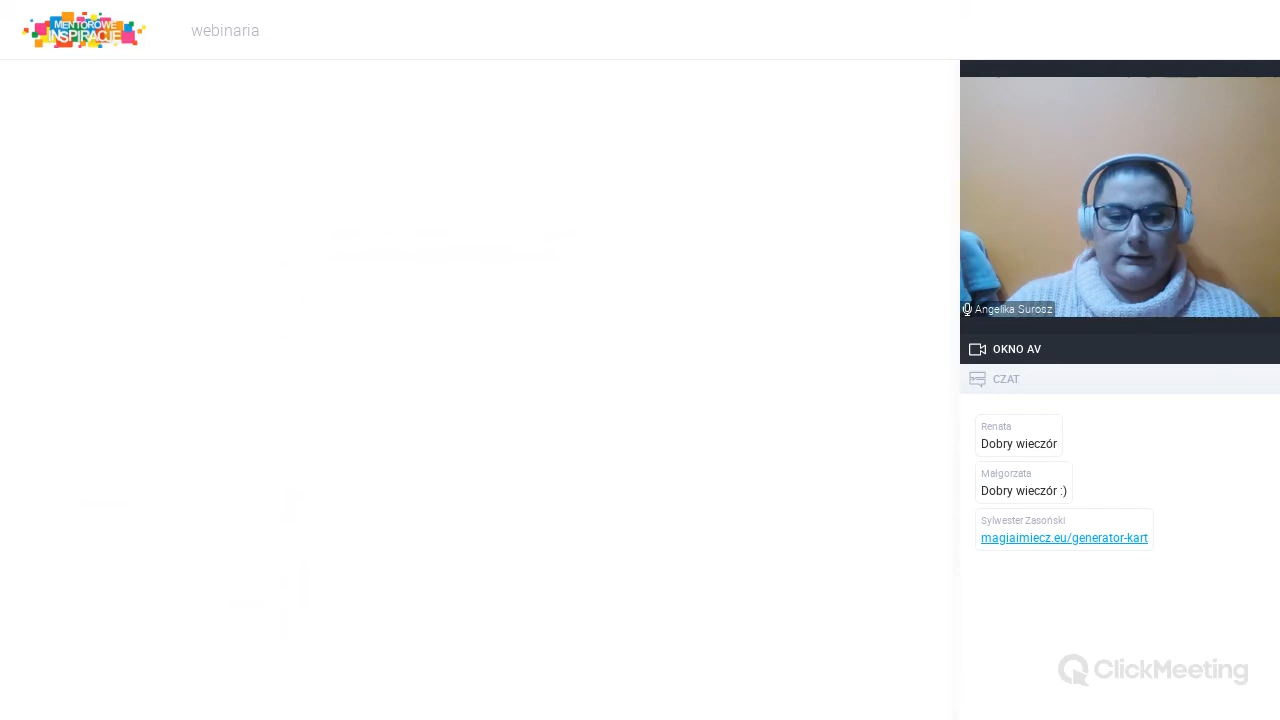 MENTOROWE
INSPIRACJE
webinaria
Angelika Surosz
OKNO AV
CZAT
Renata
Dobry wieczór
Małgorzata
Dobry wieczór :)
Sylwester Zasoński
magiaimiecz.eu/generator-kart
ClickMeeting